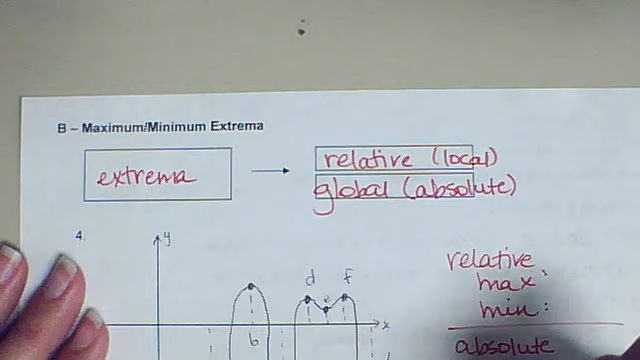 B – Maximum/Minimum Extrema
extrema
relative (local)
global (absolute)
4.
y
d f
e
x
b
relative
max:
min:
absolute